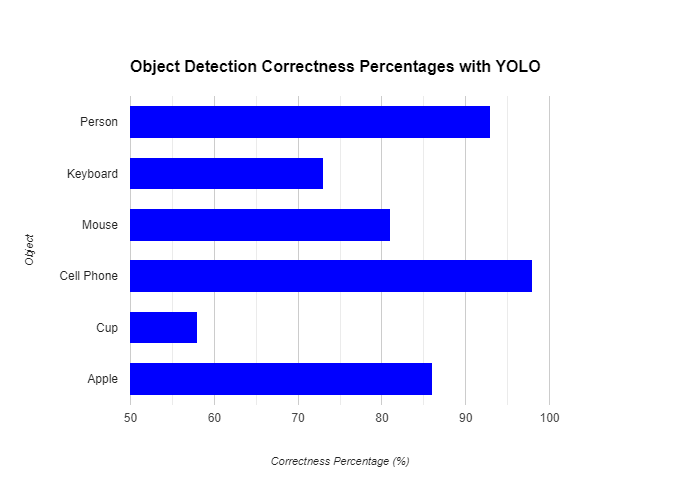 Object Detection Correctness Percentages with YOLO
Person
Keyboard
Mouse
Cell Phone
Cup
Apple
Object
50 60 70 80 90 100
Correctness Percentage (%)